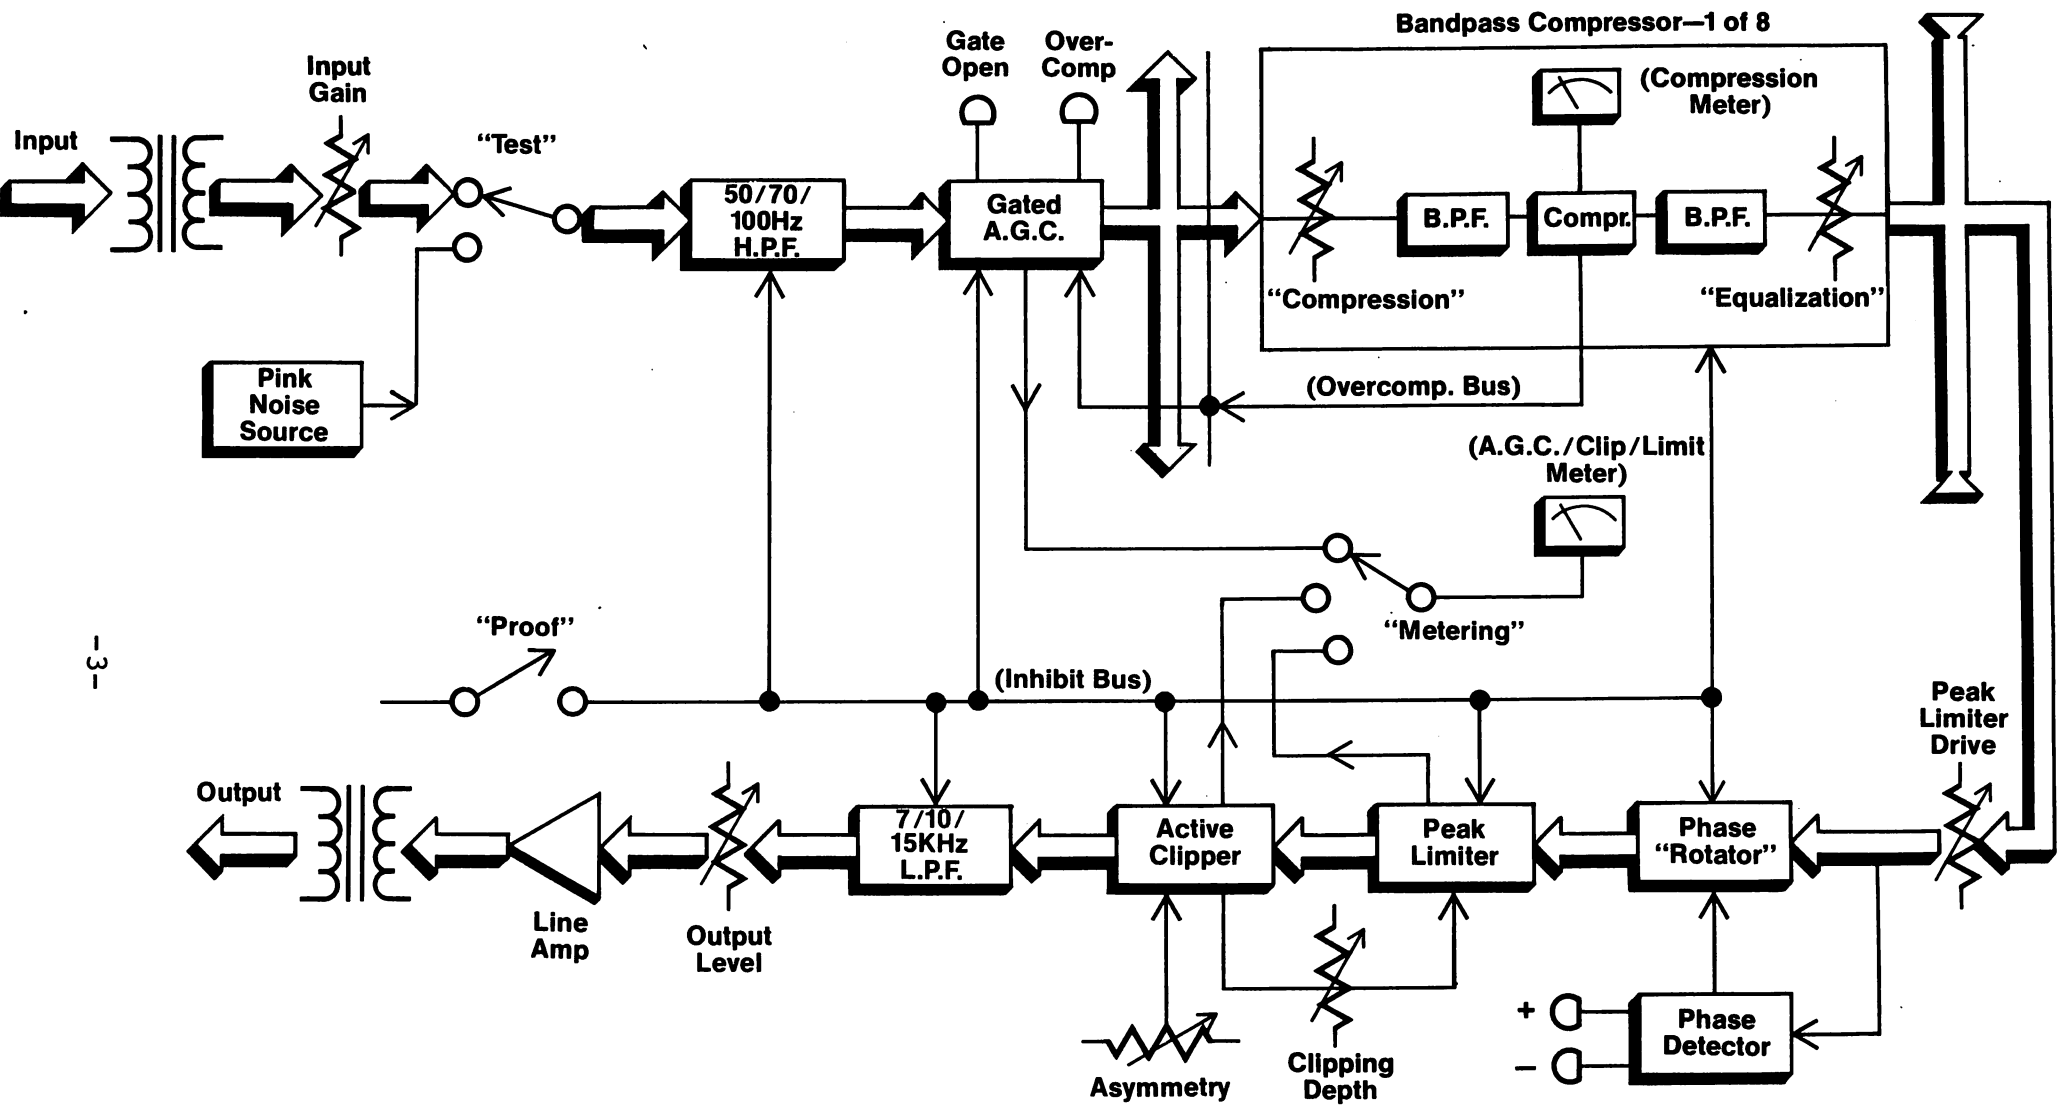 Bandpass Compressor—1 of 8
Gate
Open
Over-
Comp
Input
Gain
(Compression
Meter)
Input
“Test”
50/70/
100Hz
H.P.F.
Gated
A.G.C.
B.P.F.
Compr.
B.P.F.
“Compression”
“Equalization”
Pink
Noise
Source
(Overcomp. Bus)
(A.G.C./Clip/Limit
Meter)
“Proof”
“Metering”
-3-
(Inhibit Bus)
Peak
Limiter
Drive
Output
7/10/
15KHz
L.P.F.
Active
Clipper
Peak
Limiter
Phase
“Rotator”
Line
Amp
Output
Level
+
−
Phase
Detector
Asymmetry
Clipping
Depth